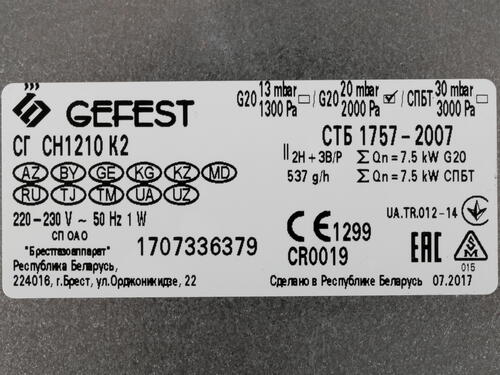 GEFEST
G20 13 mbar 1300 Pa /G20 20 mbar 2000 Pa /СПБТ 30 mbar 3000 Pa
СГ СН1210 К2
СТБ 1757-2007
II2H + 3B/P Σ Qn = 7.5 kW G20
537 g/h Σ Qn = 7.5 kW СПБТ
AZ BY GE KG KZ MD
RU TJ TM UA UZ
220-230 V ~ 50 Hz 1 W
СП ОАО
"Брестгазоаппарат"
Республика Беларусь,
224016, г.Брест, ул.Орджоникидзе, 22
1707336379
CE 1299
CR0019
UA.TR.012-14
EAC
015
Сделано в Республике Беларусь 07.2017